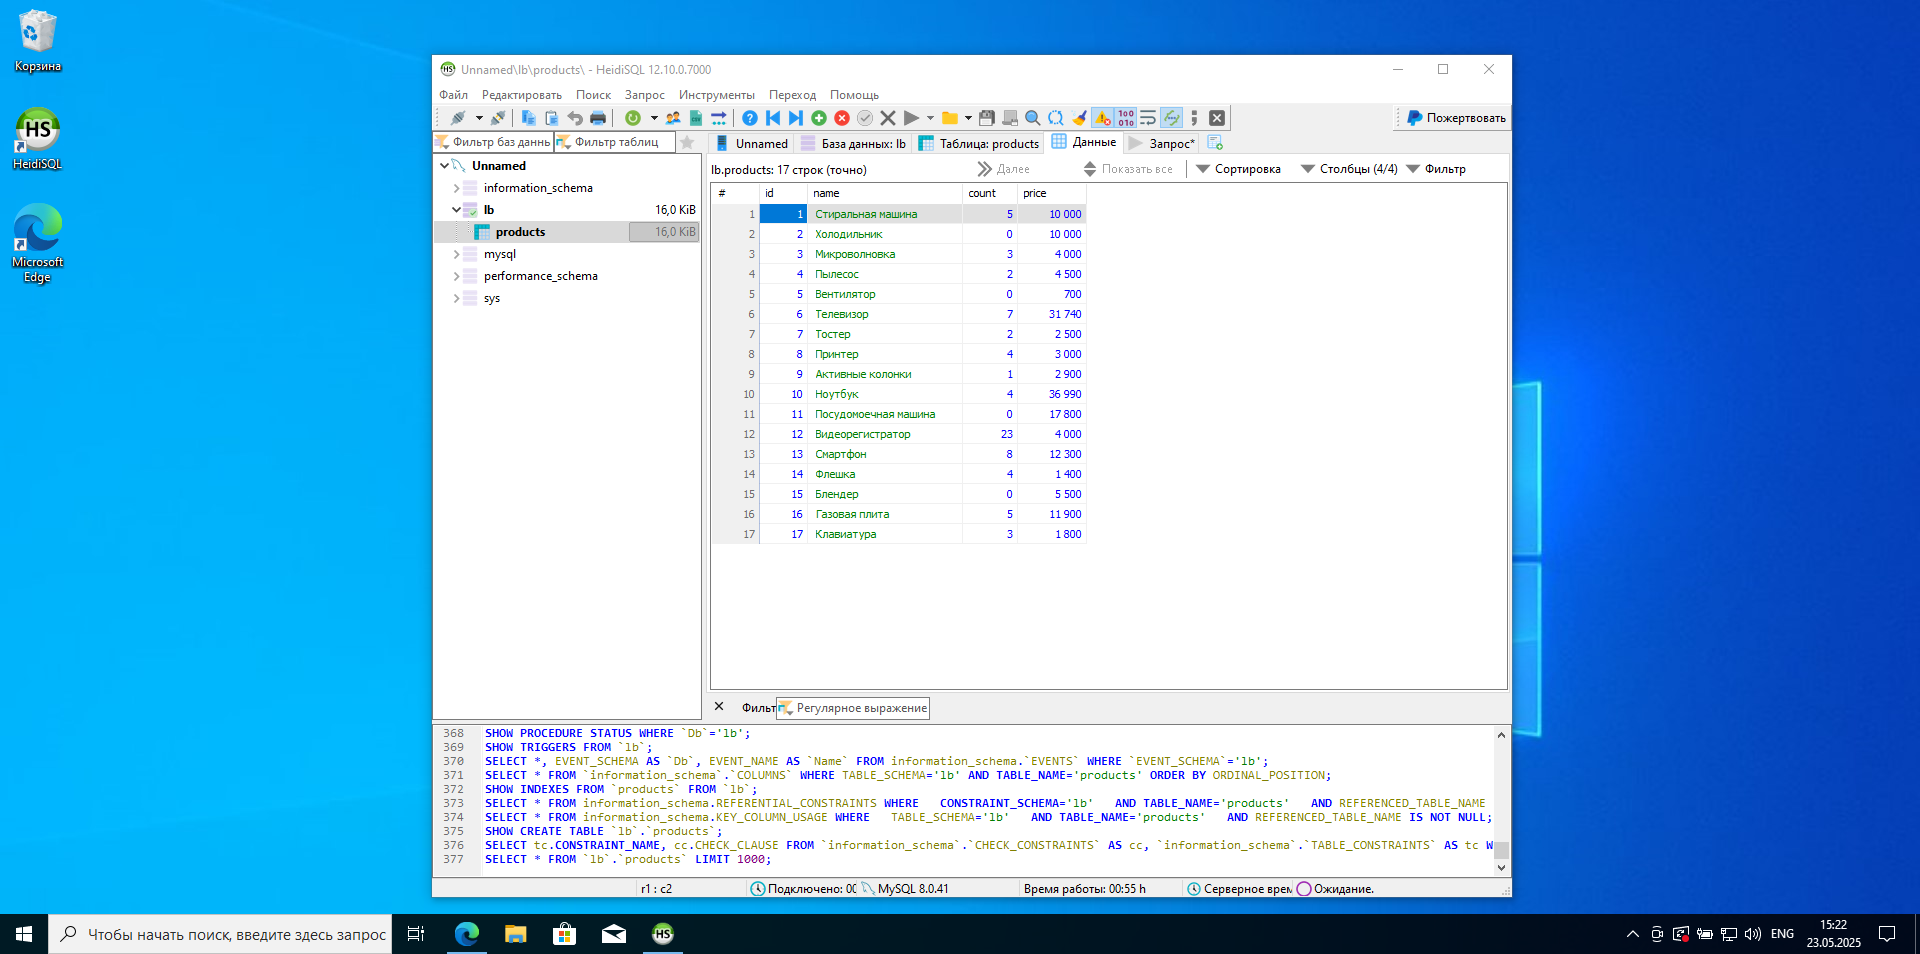 Корзина
HeidiSQL
Microsoft Edge
Unnamed\lb\products\ - HeidiSQL 12.10.0.7000
Файл Редактировать Поиск Запрос Инструменты Переход Помощь
Пожертвовать
Фильтр баз даннь Фильтр таблиц
Unnamed База данных: lb Таблица: products Данные Запрос*
Unnamed
information_schema
lb 16,0 KiB
products 16,0 KiB
mysql
performance_schema
sys
lb.products: 17 строк (точно) Далее Показать все Сортировка Столбцы (4/4) Фильтр
# id name count price
1 1 Стиральная машина 5 10 000
2 2 Холодильник 0 10 000
3 3 Микроволновка 3 4 000
4 4 Пылесос 2 4 500
5 5 Вентилятор 0 700
6 6 Телевизор 7 31 740
7 7 Тостер 2 2 500
8 8 Принтер 4 3 000
9 9 Активные колонки 1 2 900
10 10 Ноутбук 4 36 990
11 11 Посудомоечная машина 0 17 800
12 12 Видеорегистратор 23 4 000
13 13 Смартфон 8 12 300
14 14 Флешка 4 1 400
15 15 Блендер 0 5 500
16 16 Газовая плита 5 11 900
17 17 Клавиатура 3 1 800
Фильт Регулярное выражение
368 SHOW PROCEDURE STATUS WHERE `Db`='lb';
369 SHOW TRIGGERS FROM `lb`;
370 SELECT *, EVENT_SCHEMA AS `Db`, EVENT_NAME AS `Name` FROM information_schema.`EVENTS` WHERE `EVENT_SCHEMA`='lb';
371 SELECT * FROM `information_schema`.`COLUMNS` WHERE TABLE_SCHEMA='lb' AND TABLE_NAME='products' ORDER BY ORDINAL_POSITION;
372 SHOW INDEXES FROM `products` FROM `lb`;
373 SELECT * FROM information_schema.REFERENTIAL_CONSTRAINTS WHERE   CONSTRAINT_SCHEMA='lb'   AND TABLE_NAME='products'   AND REFERENCED_TABLE_NAME
374 SELECT * FROM information_schema.KEY_COLUMN_USAGE WHERE   TABLE_SCHEMA='lb'   AND TABLE_NAME='products'   AND REFERENCED_TABLE_NAME IS NOT NULL;
375 SHOW CREATE TABLE `lb`.`products`;
376 SELECT tc.CONSTRAINT_NAME, cc.CHECK_CLAUSE FROM `information_schema`.`CHECK_CONSTRAINTS` AS cc, `information_schema`.`TABLE_CONSTRAINTS` AS tc W
377 SELECT * FROM `lb`.`products` LIMIT 1000;
r1 : c2 Подключено: 00 MySQL 8.0.41 Время работы: 00:55 h Серверное врем Ожидание.
Чтобы начать поиск, введите здесь запрос
ENG
15:22
23.05.2025